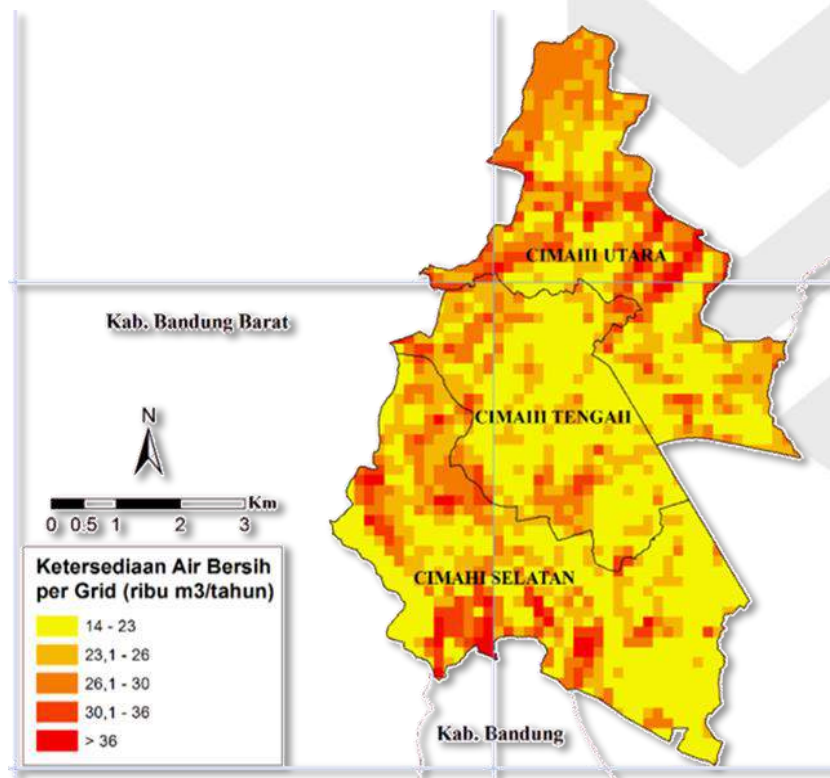 CIMAHI UTARA
Kab. Bandung Barat
CIMAHI TENGAH
N
Km
0 0.5 1 2 3
Ketersediaan Air Bersih
per Grid (ribu m3/tahun)
14 - 23
23,1 - 26
26,1 - 30
30,1 - 36
> 36
CIMAHI SELATAN
Kab. Bandung